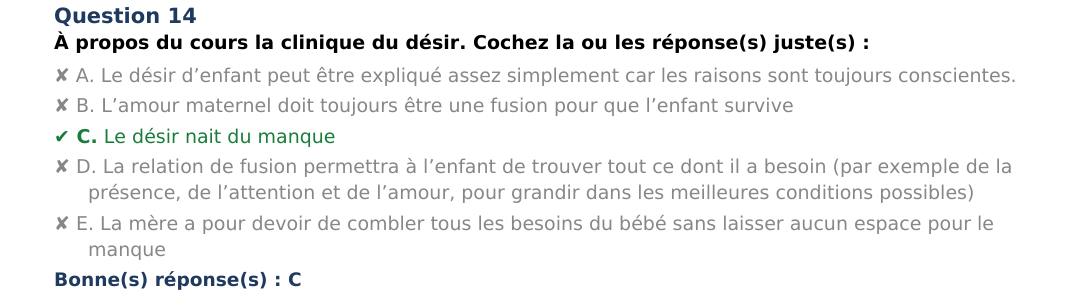 Question 14
À propos du cours la clinique du désir. Cochez la ou les réponse(s) juste(s) :
✘ A. Le désir d’enfant peut être expliqué assez simplement car les raisons sont toujours conscientes.
✘ B. L’amour maternel doit toujours être une fusion pour que l’enfant survive
✔ C. Le désir nait du manque
✘ D. La relation de fusion permettra à l’enfant de trouver tout ce dont il a besoin (par exemple de la
présence, de l’attention et de l’amour, pour grandir dans les meilleures conditions possibles)
✘ E. La mère a pour devoir de combler tous les besoins du bébé sans laisser aucun espace pour le
manque
Bonne(s) réponse(s) : C